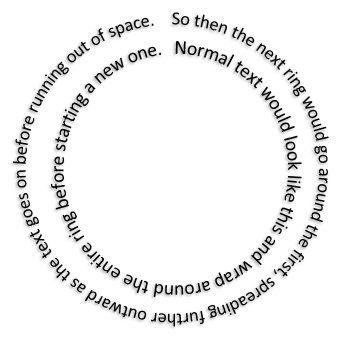 Normal text would look like this and wrap around the entire ring before starting a new one.
So then the next ring would go around the first, spreading further outward as the text goes on before running out of space.